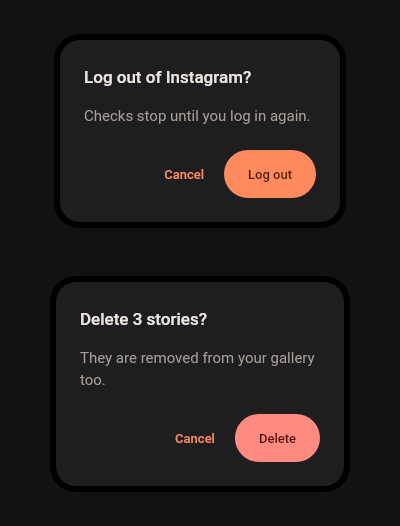 Log out of Instagram?
Checks stop until you log in again.
Cancel
Log out
Delete 3 stories?
They are removed from your gallery
too.
Cancel
Delete